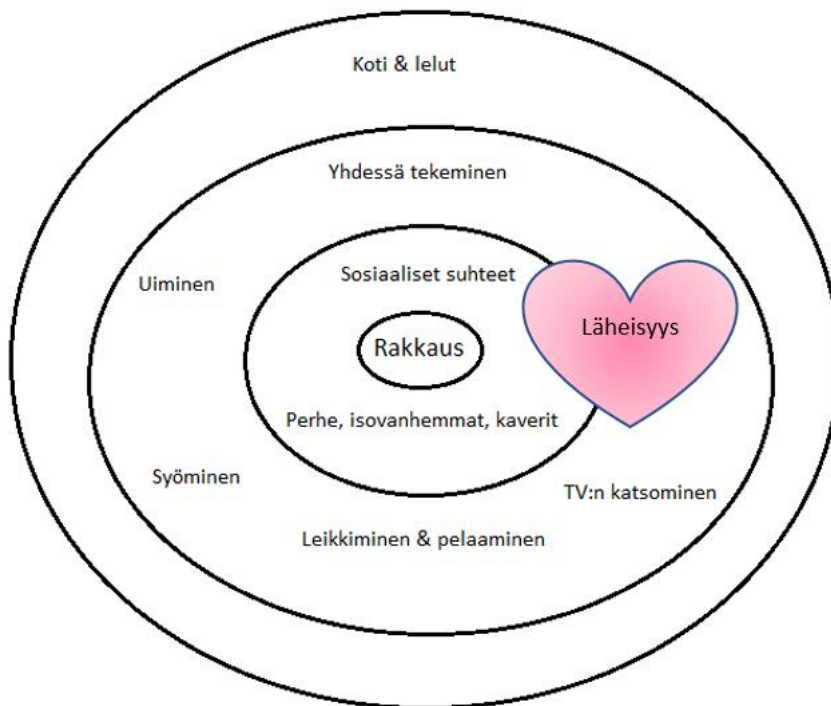 Koti & lelut
Yhdessä tekeminen
Uiminen
Sosiaaliset suhteet
Läheisyys
Rakkaus
Perhe, isovanhemmat, kaverit
Syöminen
TV:n katsominen
Leikkiminen & pelaaminen